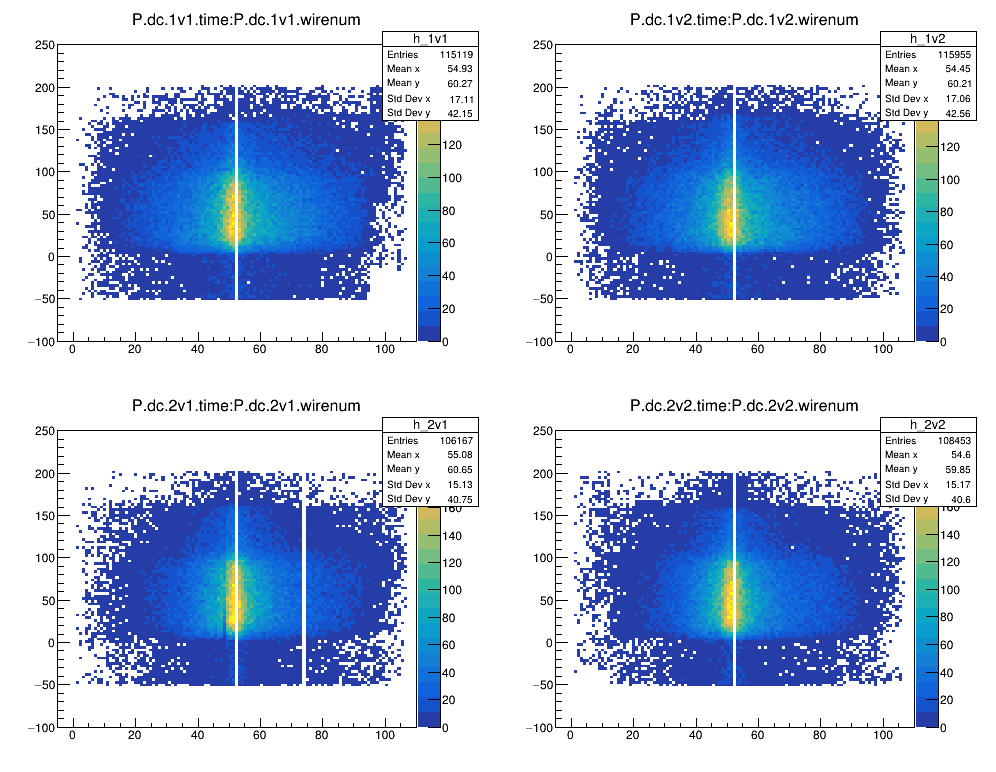 P.dc.1v1.time:P.dc.1v1.wirenum
h_1v1
Entries 115119
Mean x 54.93
Mean y 60.27
Std Dev x 17.11
Std Dev y 42.15
250
200
150
100
50
0
−50
−100
0 20 40 60 80 100
120
100
80
60
40
20
0
P.dc.1v2.time:P.dc.1v2.wirenum
h_1v2
Entries 115955
Mean x 54.45
Mean y 60.21
Std Dev x 17.06
Std Dev y 42.56
250
200
150
100
50
0
−50
−100
0 20 40 60 80 100
120
100
80
60
40
20
0
P.dc.2v1.time:P.dc.2v1.wirenum
h_2v1
Entries 106167
Mean x 55.08
Mean y 60.65
Std Dev x 15.13
Std Dev y 40.75
250
200
150
100
50
0
−50
−100
0 20 40 60 80 100
160
140
120
100
80
60
40
20
0
P.dc.2v2.time:P.dc.2v2.wirenum
h_2v2
Entries 108453
Mean x 54.6
Mean y 59.85
Std Dev x 15.17
Std Dev y 40.6
250
200
150
100
50
0
−50
−100
0 20 40 60 80 100
160
140
120
100
80
60
40
20
0